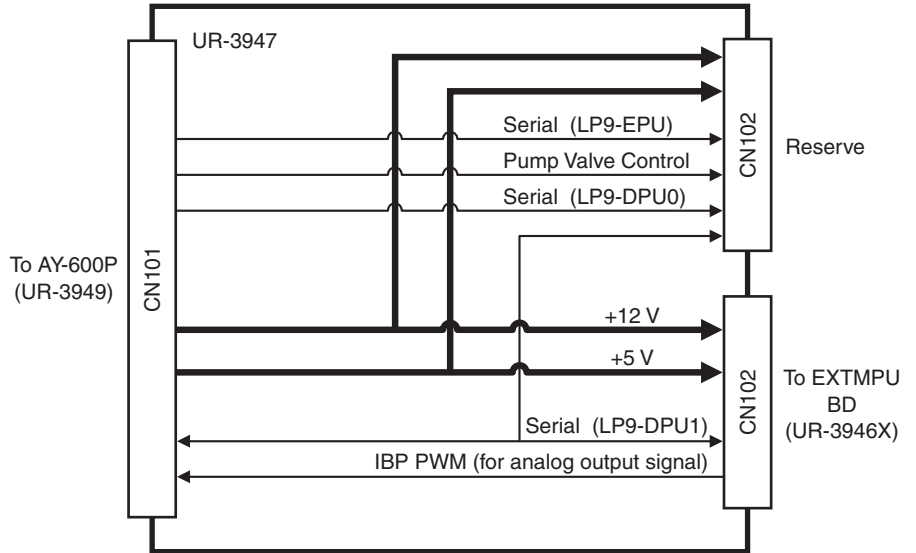 UR-3947
Serial (LP9-EPU)
Pump Valve Control
Serial (LP9-DPU0)
CN102
Reserve
To AY-600P
(UR-3949)
CN101
+12 V
+5 V
CN102
To EXTMPU
BD
(UR-3946X)
Serial (LP9-DPU1)
IBP PWM (for analog output signal)